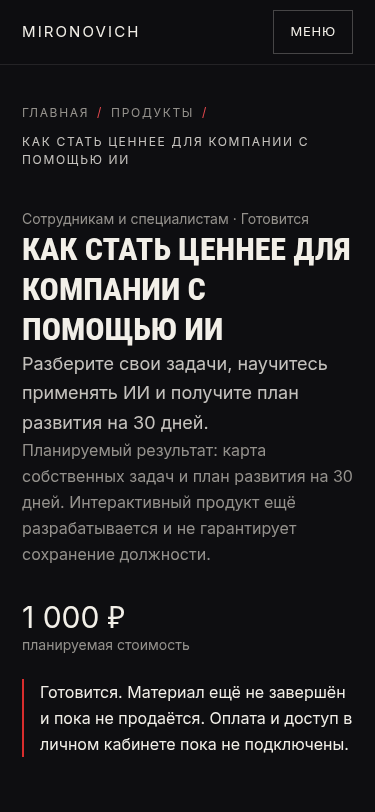 MIRONOVICH
МЕНЮ
ГЛАВНАЯ / ПРОДУКТЫ /
КАК СТАТЬ ЦЕННЕЕ ДЛЯ КОМПАНИИ С
ПОМОЩЬЮ ИИ
Сотрудникам и специалистам · Готовится
КАК СТАТЬ ЦЕННЕЕ ДЛЯ
КОМПАНИИ С
ПОМОЩЬЮ ИИ
Разберите свои задачи, научитесь
применять ИИ и получите план
развития на 30 дней.
Планируемый результат: карта
собственных задач и план развития на 30
дней. Интерактивный продукт ещё
разрабатывается и не гарантирует
сохранение должности.
1 000 ₽
планируемая стоимость
Готовится. Материал ещё не завершён
и пока не продаётся. Оплата и доступ в
личном кабинете пока не подключены.